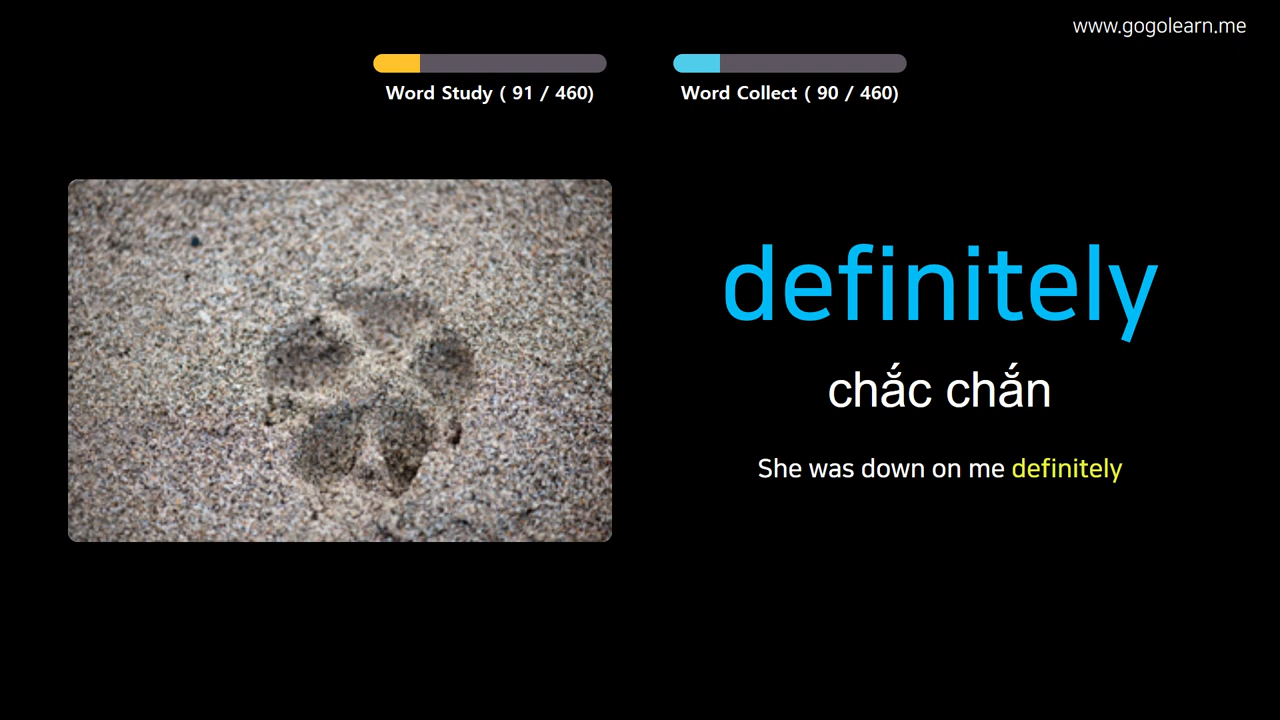 www.gogolearn.me
Word Study ( 91 / 460)
Word Collect ( 90 / 460)
definitely
chắc chắn
She was down on me definitely